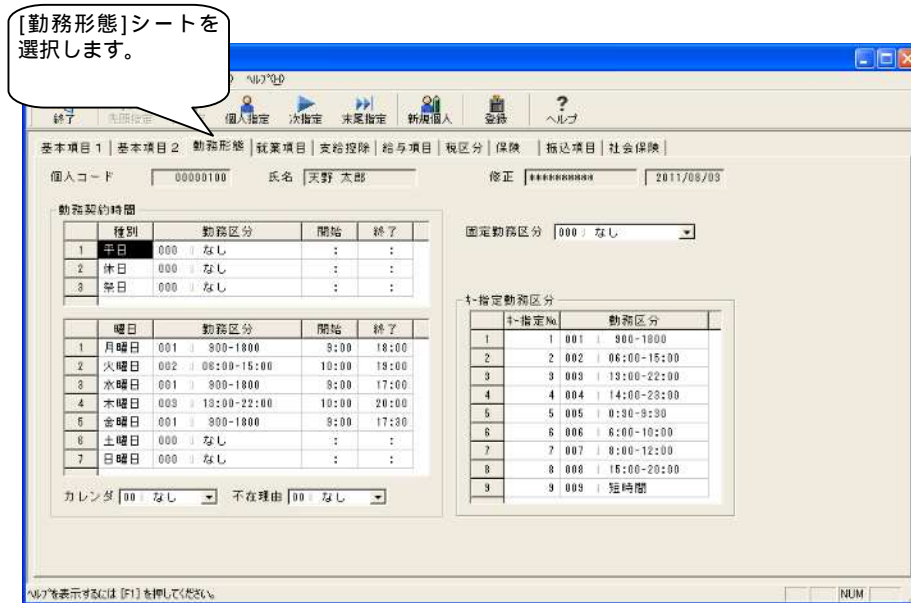 [勤務形態]シートを
選択します。
ﾍﾙﾌﾟ(H)
終了 先頭指定 個人指定 次指定 末尾指定 新規個人 登録 ヘルプ
基本項目1 基本項目2 勤務形態 就業項目 支給控除 給与項目 税区分 保険 振込項目 社会保険
個人コード 00000100 氏名 天野 太郎 修正 ********** 2011/08/03
勤務契約時間
種別 勤務区分 開始 終了
1 平日 000 : なし : :
2 休日 000 : なし : :
3 祭日 000 : なし : :
固定勤務区分 000: なし
曜日 勤務区分 開始 終了
1 月曜日 001 : 900-1800 9:00 18:00
2 火曜日 002 : 06:00-15:00 10:00 19:00
3 水曜日 001 : 900-1800 9:00 17:00
4 木曜日 003 : 13:00-22:00 10:00 20:00
5 金曜日 001 : 900-1800 9:00 17:30
6 土曜日 000 : なし : :
7 日曜日 000 : なし : :
カレンダ 00: なし 不在理由 00: なし
ｷｰ指定勤務区分
ｷｰ指定No. 勤務区分
1 1 001 : 900-1800
2 2 002 : 06:00-15:00
3 3 003 : 13:00-22:00
4 4 004 : 14:00-23:00
5 5 005 : 0:30-9:30
6 6 006 : 6:00-10:00
7 7 007 : 8:00-12:00
8 8 008 : 15:00-20:00
9 9 009 : 短時間
ﾍﾙﾌﾟを表示するには [F1] を押してください。 NUM